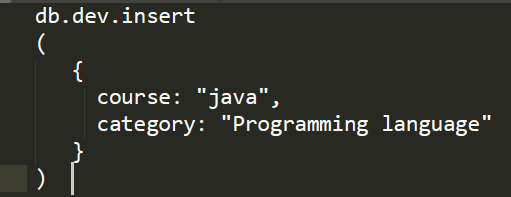 db.dev.insert
(
{
course: "java",
category: "Programming language"
}
)